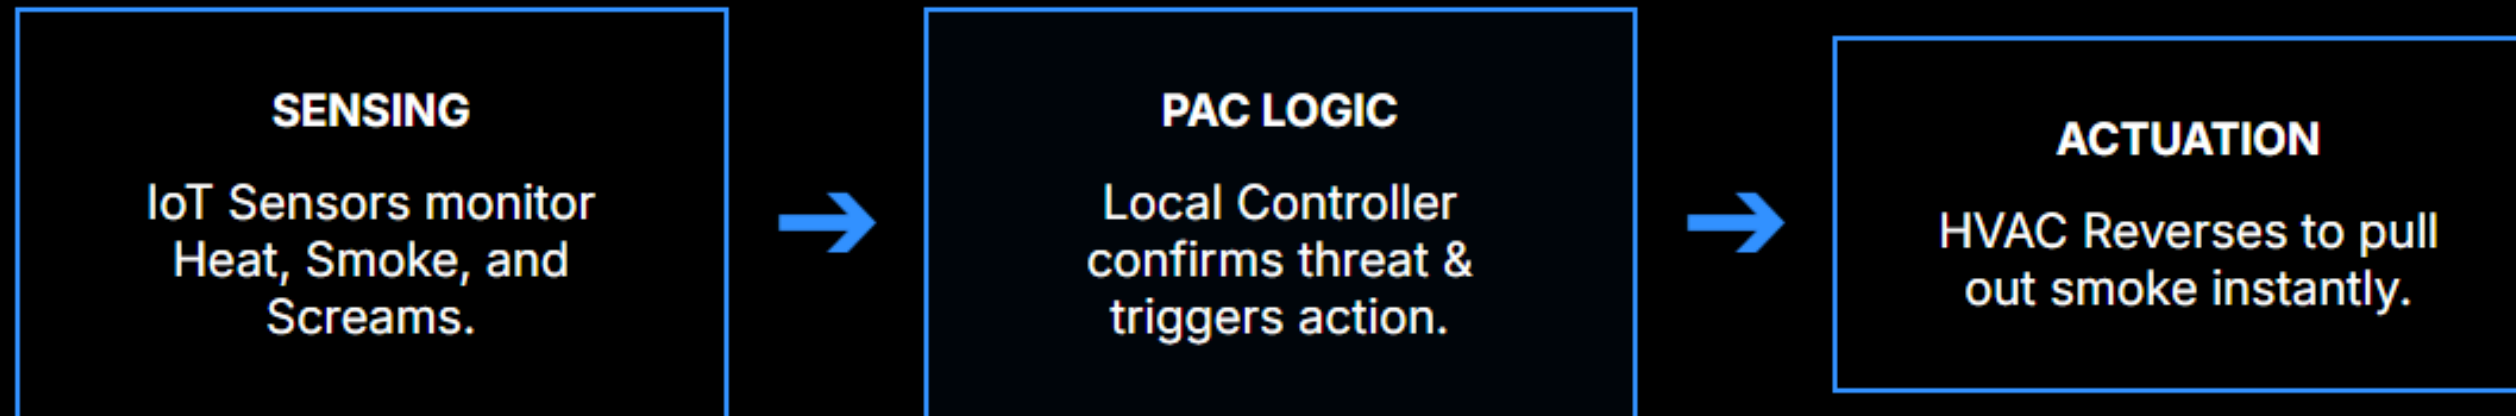 SENSING
IoT Sensors monitor
Heat, Smoke, and
Screams.
PAC LOGIC
Local Controller
confirms threat &
triggers action.
ACTUATION
HVAC Reverses to pull
out smoke instantly.